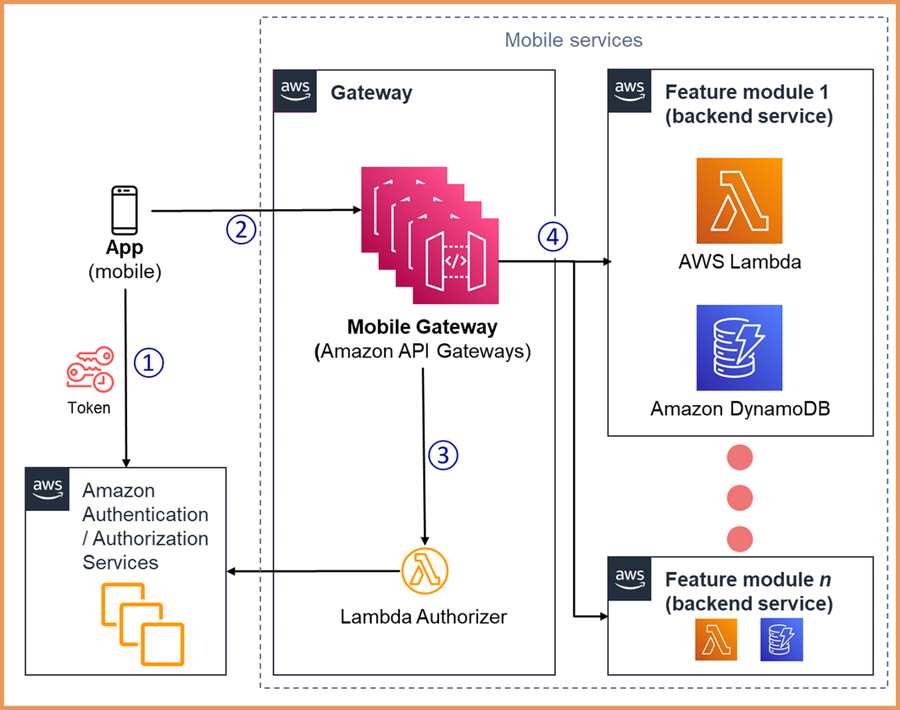 Mobile services
aws
Gateway
aws
Feature module 1
(backend service)
AWS Lambda
Amazon DynamoDB
App
(mobile)
②
④
</>
Mobile Gateway
(Amazon API Gateways)
①
Token
③
aws
Amazon
Authentication
/ Authorization
Services
Lambda Authorizer
aws
Feature module n
(backend service)